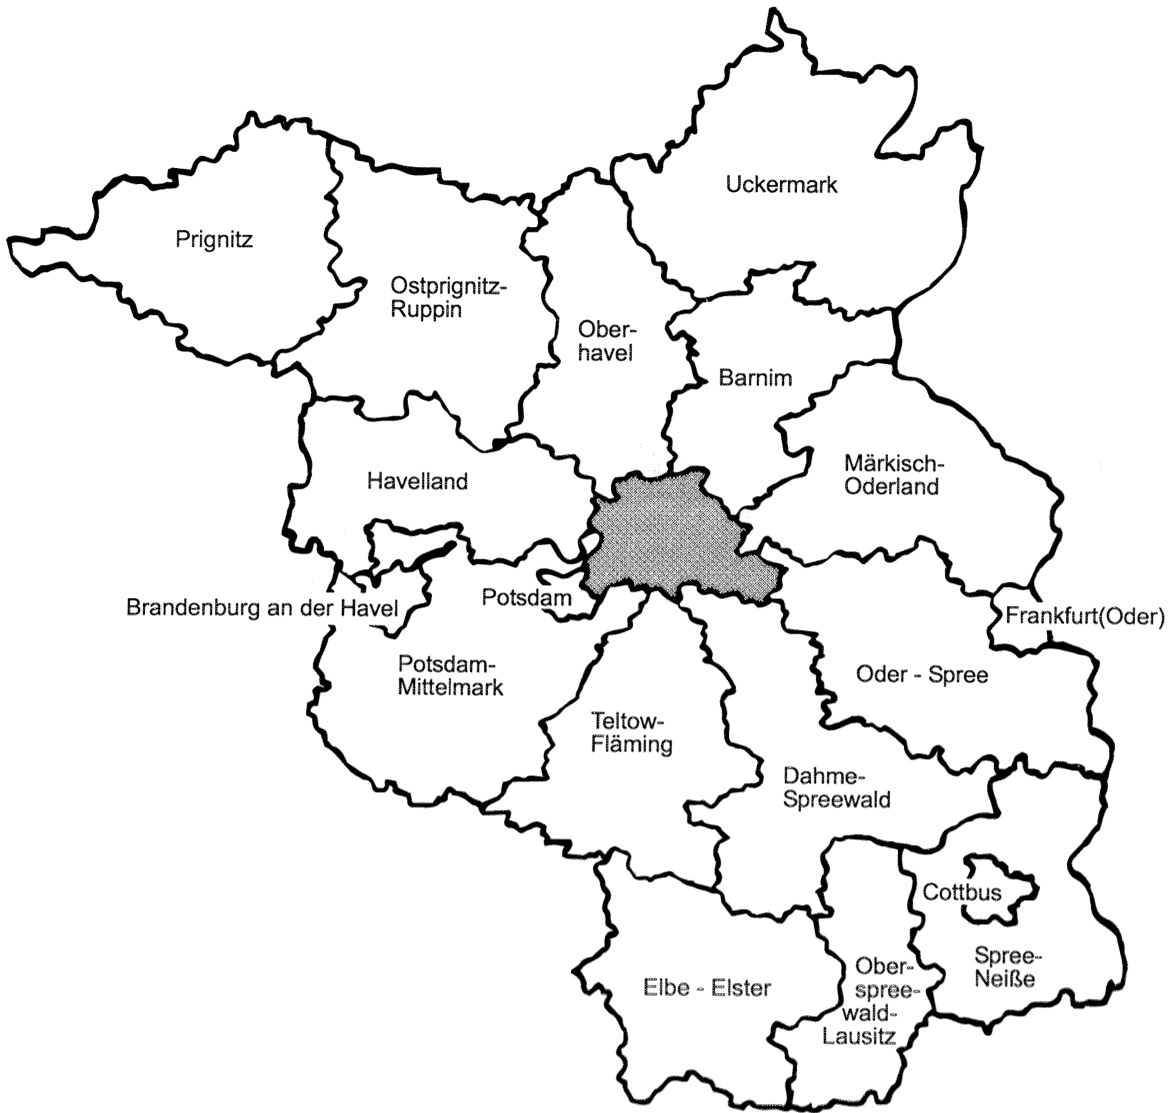 Uckermark
Prignitz
Ostprignitz-
Ruppin
Ober-
havel
Barnim
Märkisch-
Oderland
Havelland
Potsdam
Brandenburg an der Havel
Frankfurt(Oder)
Potsdam-
Mittelmark
Oder - Spree
Teltow-
Fläming
Dahme-
Spreewald
Cottbus
Spree-
Neiße
Elbe - Elster
Ober-
spree-
wald-
Lausitz